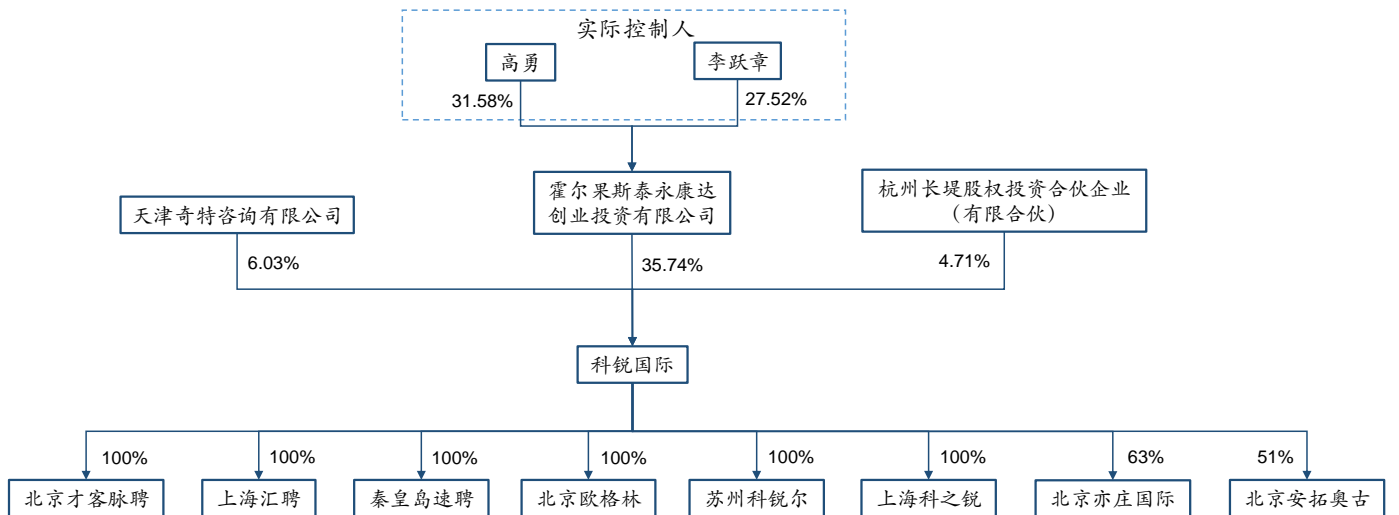 实际控制人
高勇
李跃章
31.58%
27.52%
天津奇特咨询有限公司
霍尔果斯泰永康达
创业投资有限公司
杭州长堤股权投资合伙企业
（有限合伙）
6.03%
35.74%
4.71%
科锐国际
100%
100%
100%
100%
100%
100%
63%
51%
北京才客脉聘
上海汇聘
秦皇岛速聘
北京欧格林
苏州科锐尔
上海科之锐
北京亦庄国际
北京安拓奥古